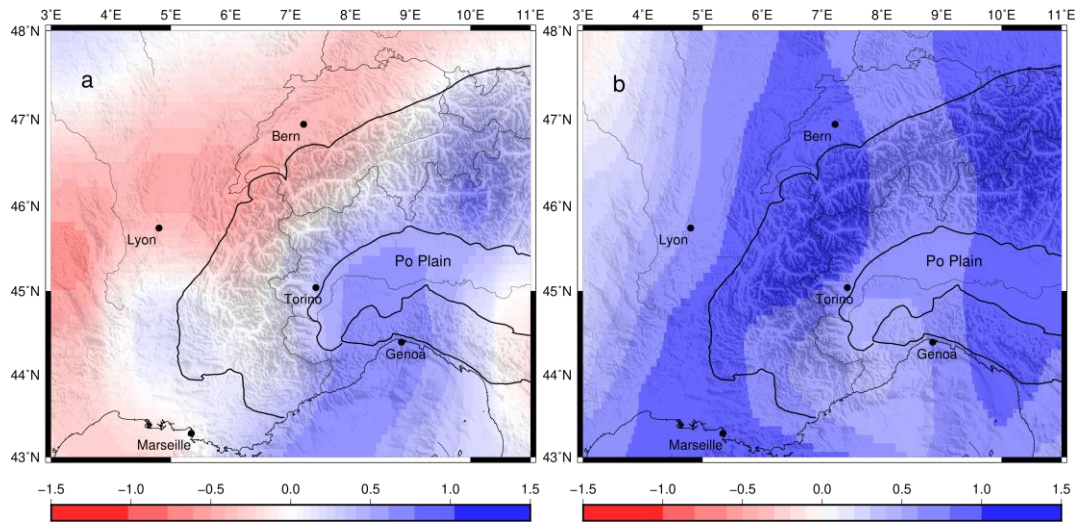 3˚E 4˚E 5˚E 6˚E 7˚E 8˚E 9˚E 10˚E 11˚E
48˚N
47˚N
46˚N
45˚N
44˚N
43˚N
a
Bern
Lyon
Po Plain
Torino
Genoa
Marseille
−1.5 −1.0 −0.5 0.0 0.5 1.0 1.5
3˚E 4˚E 5˚E 6˚E 7˚E 8˚E 9˚E 10˚E 11˚E
48˚N
47˚N
46˚N
45˚N
44˚N
43˚N
b
Bern
Lyon
Po Plain
Torino
Genoa
Marseille
−1.5 −1.0 −0.5 0.0 0.5 1.0 1.5